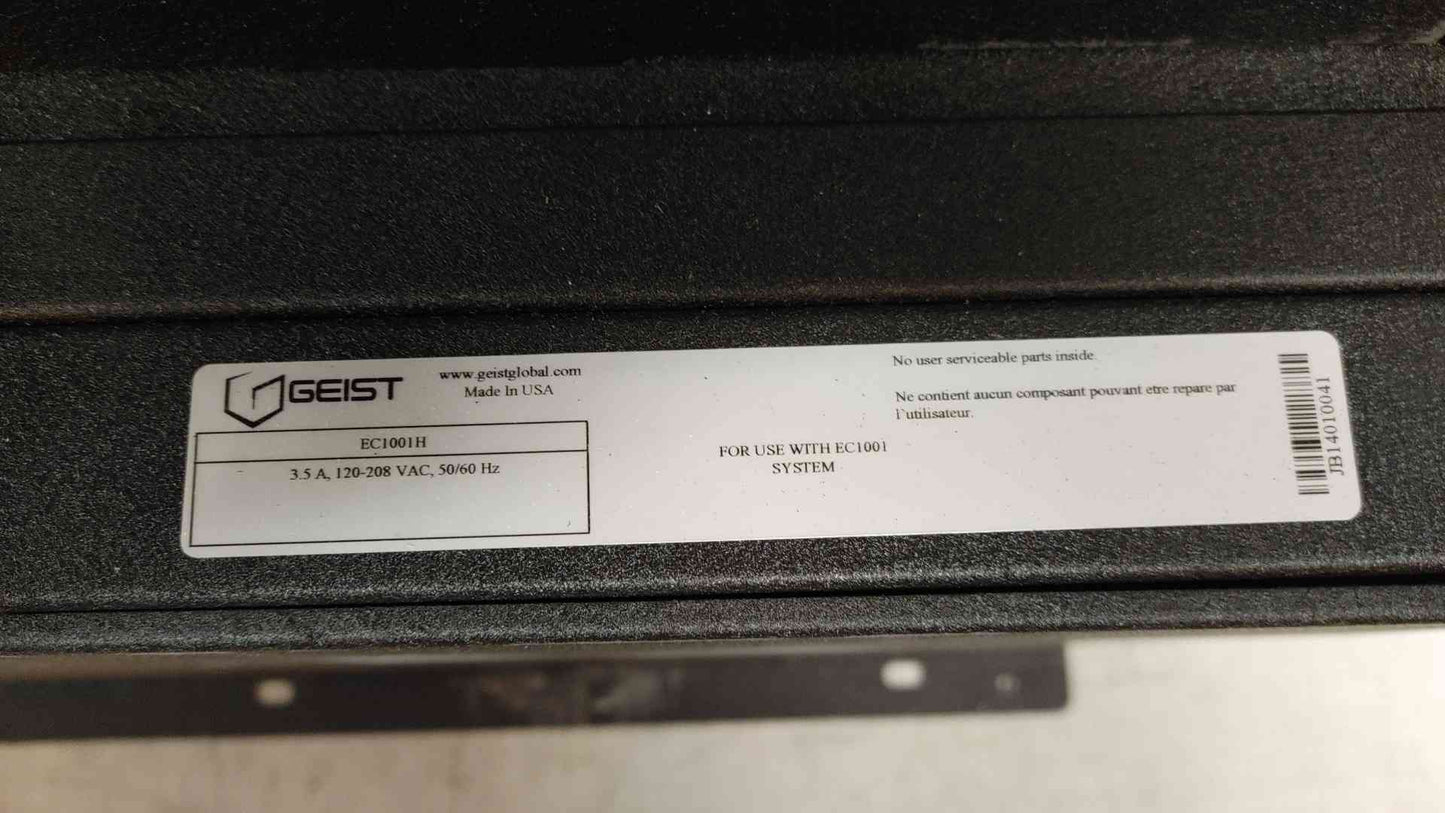 GEIST
www.geistglobal.com
Made In USA
EC1001H
3.5 A, 120-208 VAC, 50/60 Hz
FOR USE WITH EC1001
SYSTEM
No user serviceable parts inside.
Ne contient aucun composant pouvant etre repare par
l`utilisateur.
JB14010041